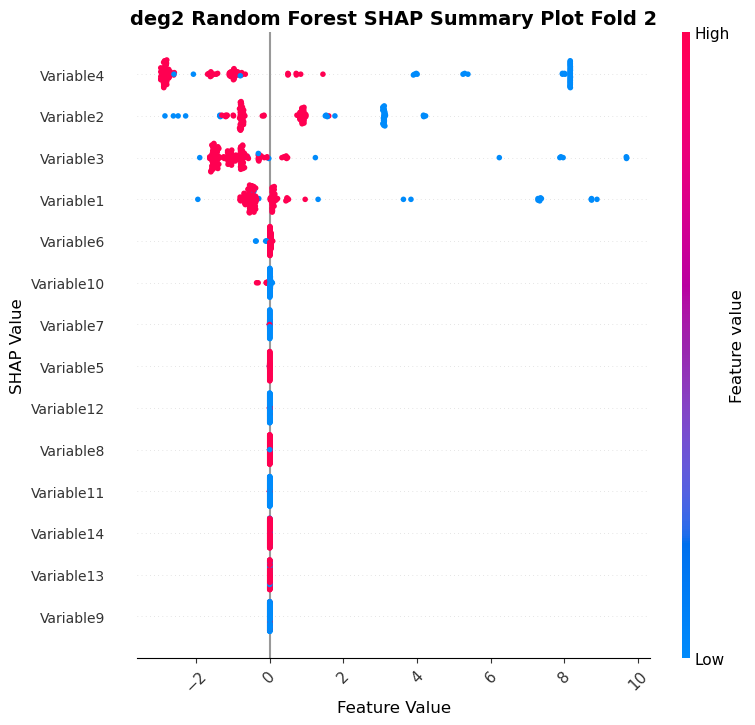 deg2 Random Forest SHAP Summary Plot Fold 2
High
Variable4
Variable2
Variable3
Variable1
Variable6
Variable10
Variable7
Variable5
Variable12
Variable8
Variable11
Variable14
Variable13
Variable9
SHAP Value
Feature value
Low
−2 0 2 4 6 8 10
Feature Value